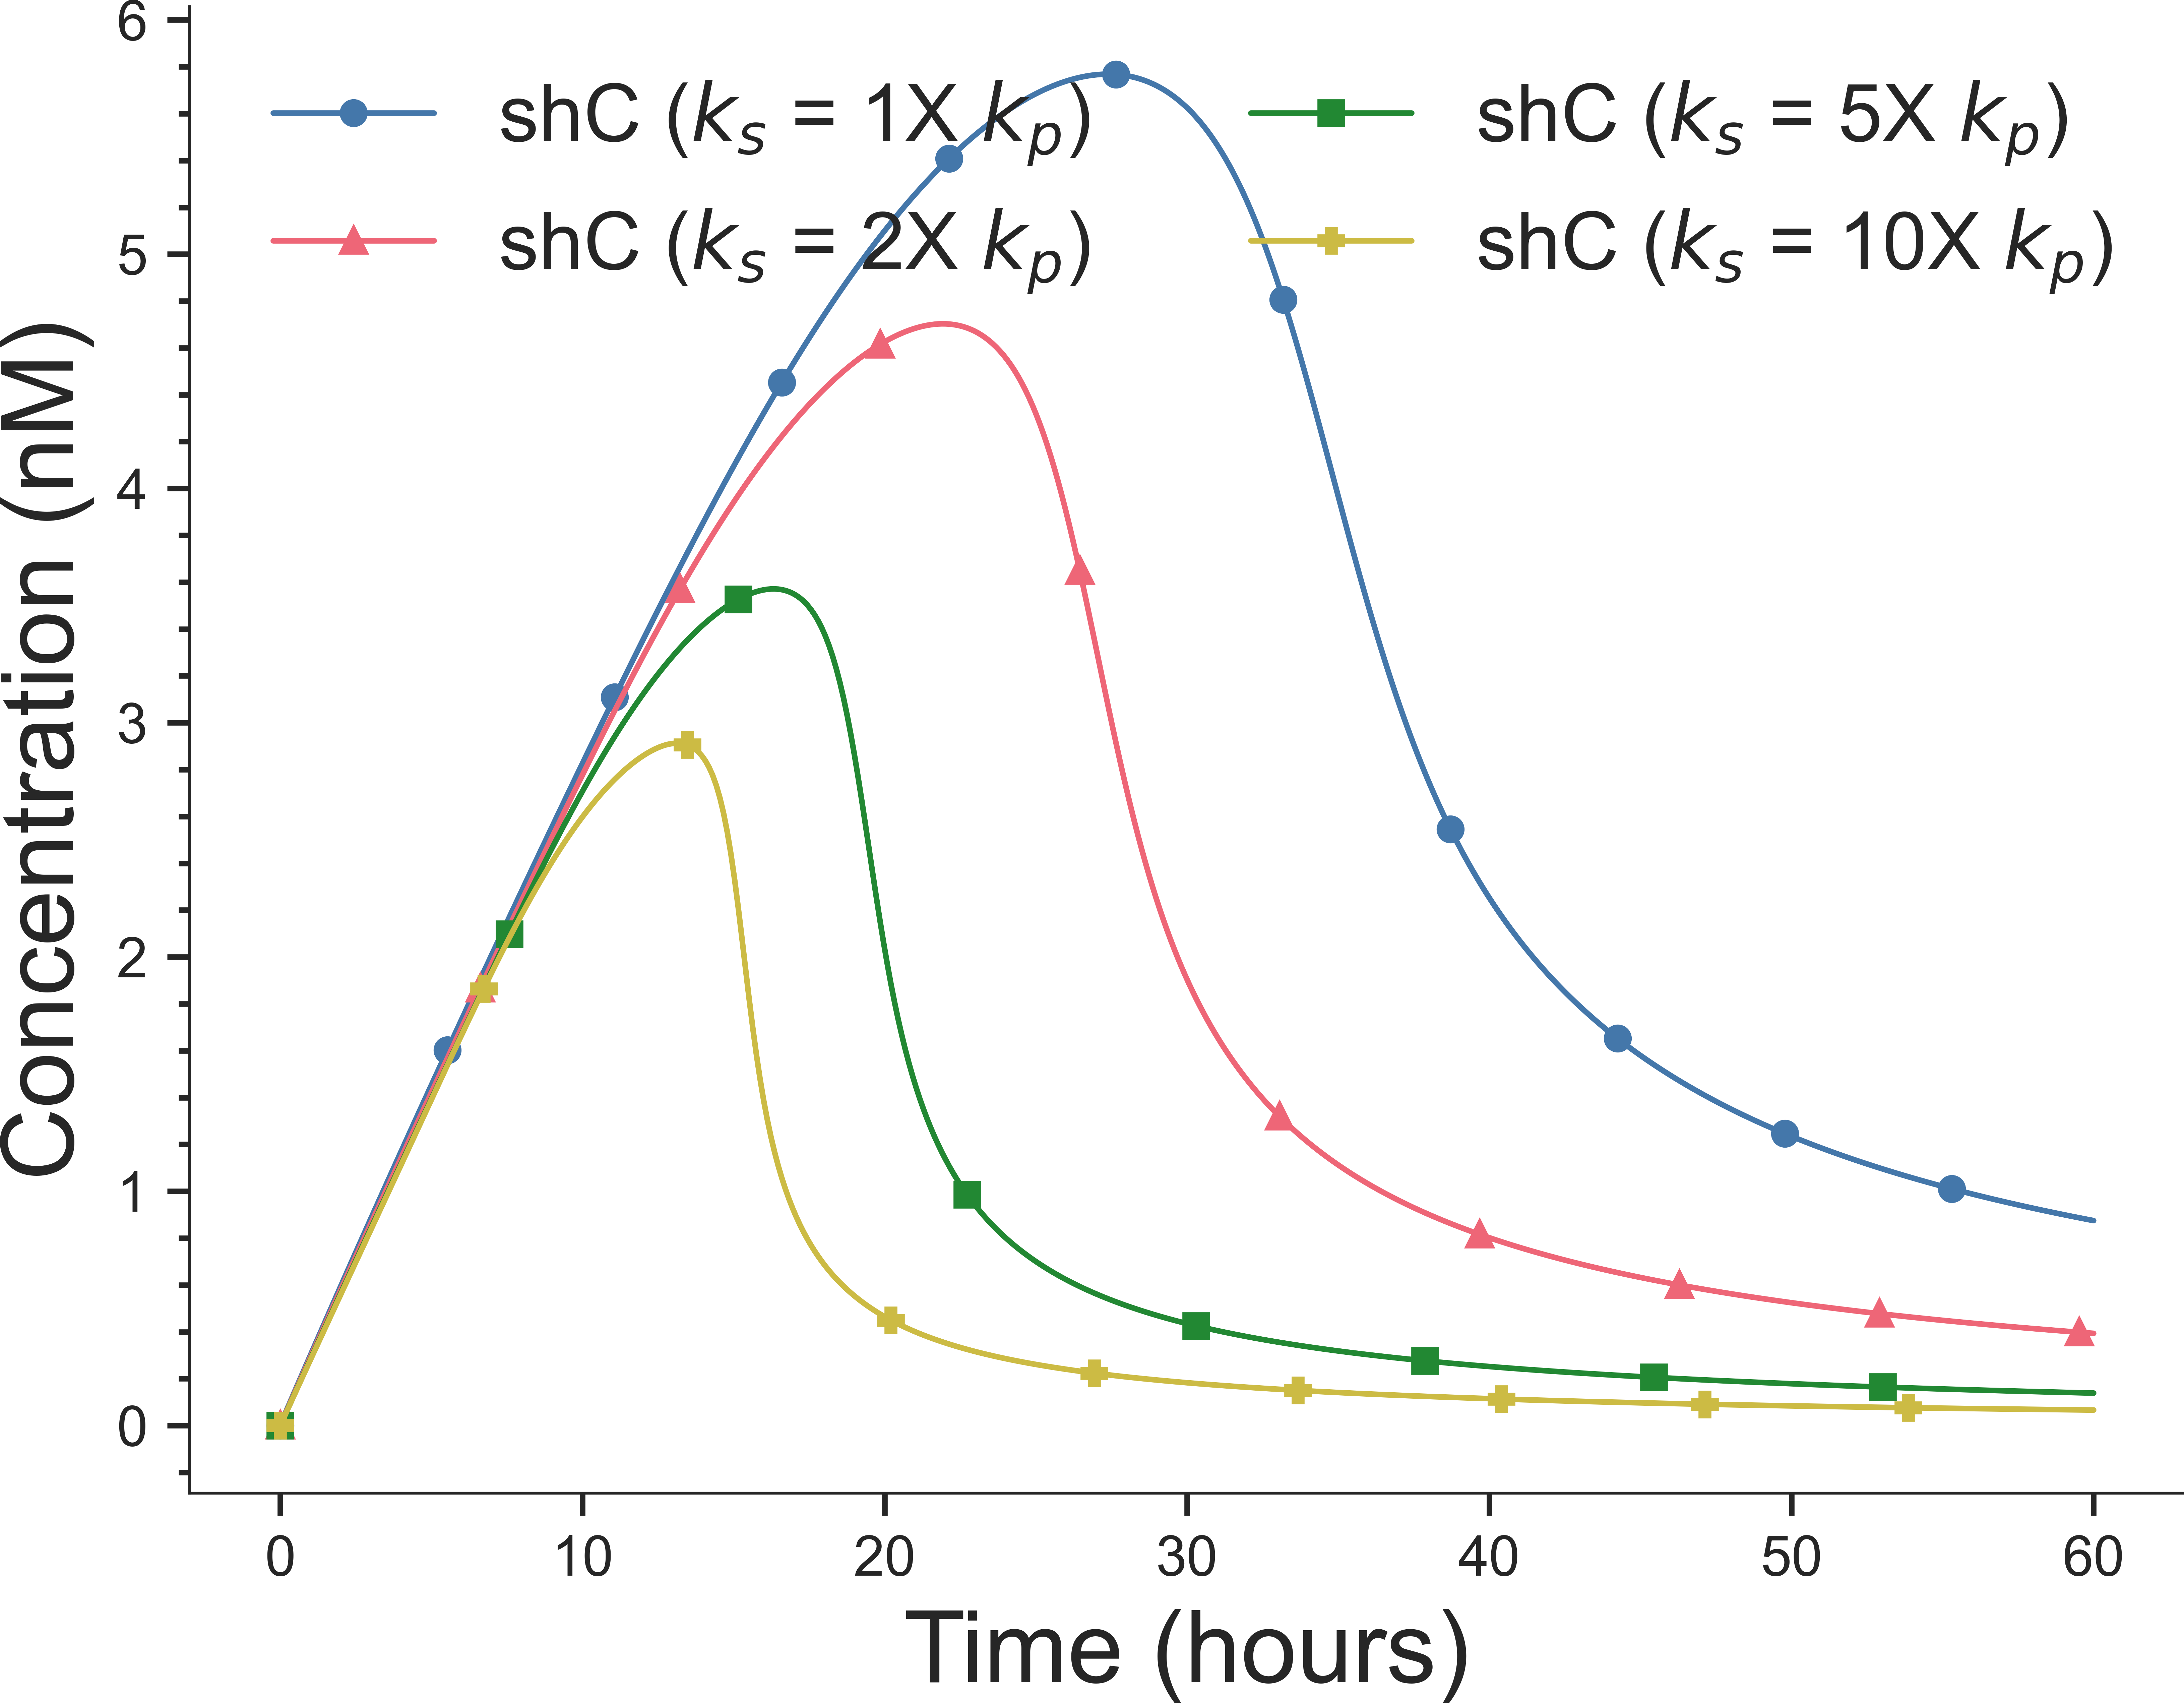 Concentration (nM)
6
5
4
3
2
1
0
shC (kₛ = 1X kₚ)
shC (kₛ = 2X kₚ)
shC (kₛ = 5X kₚ)
shC (kₛ = 10X kₚ)
0 10 20 30 40 50 60
Time (hours)